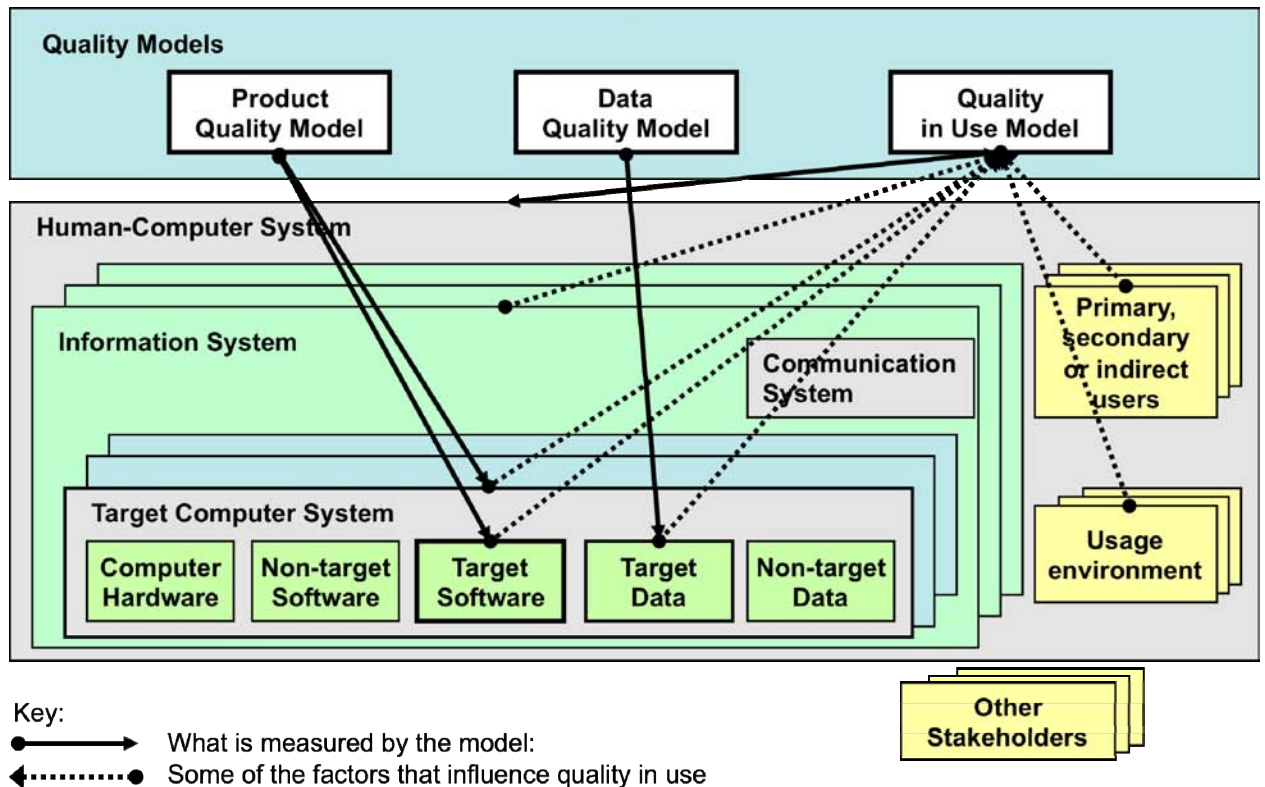 Quality Models
Product
Quality Model
Data
Quality Model
Quality
in Use Model
Human-Computer System
Information System
Communication
System
Primary,
secondary
or indirect
users
Target Computer System
Computer
Hardware
Non-target
Software
Target
Software
Target
Data
Non-target
Data
Usage
environment
Other
Stakeholders
Key:
What is measured by the model:
Some of the factors that influence quality in use